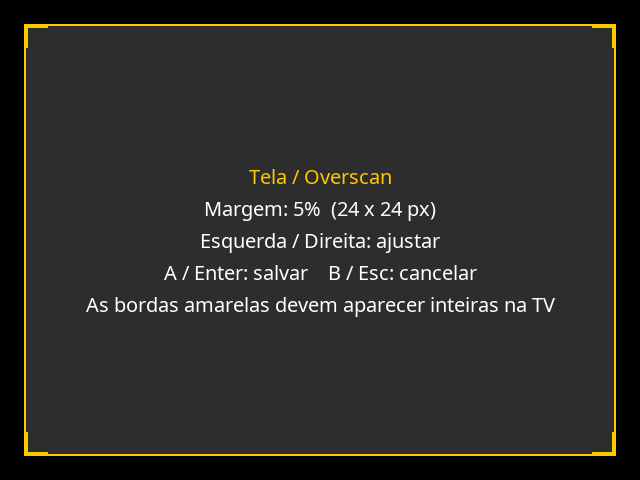 Tela / Overscan
Margem: 5%  (24 x 24 px)
Esquerda / Direita: ajustar
A / Enter: salvar    B / Esc: cancelar
As bordas amarelas devem aparecer inteiras na TV